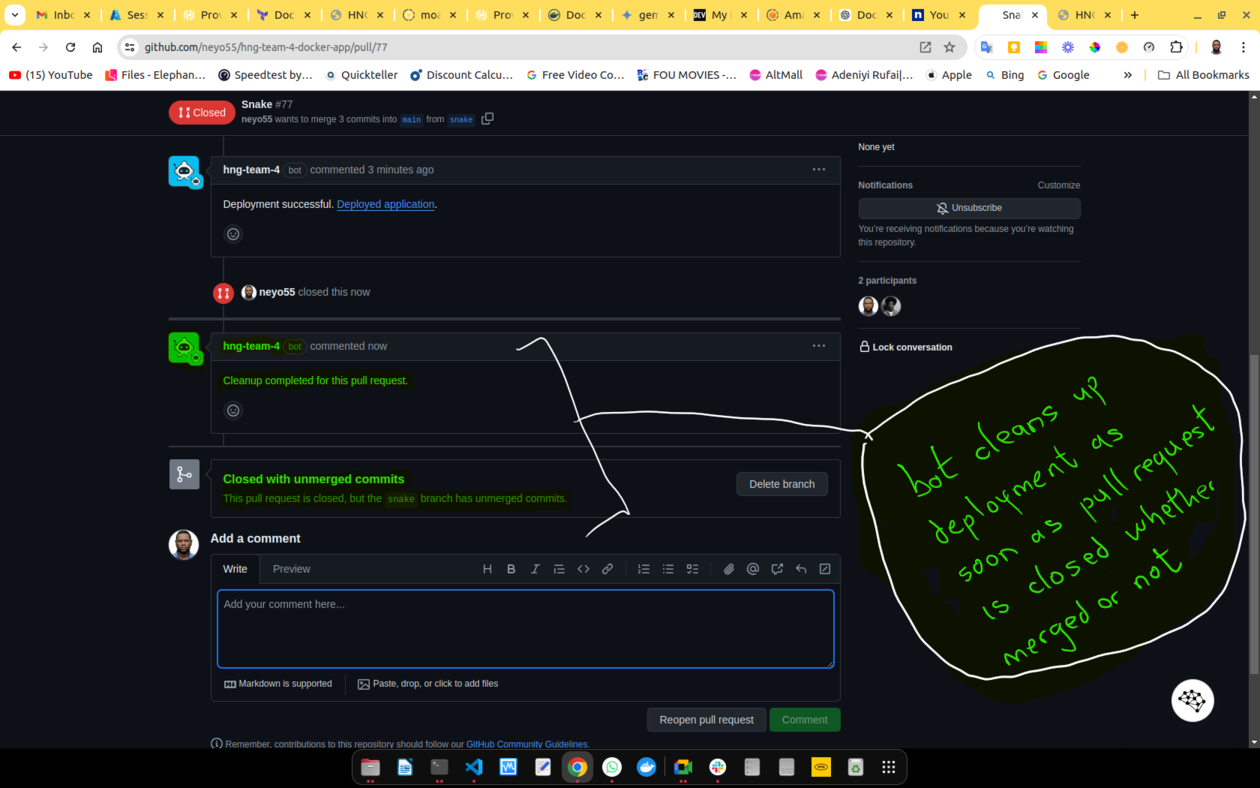 Inbc
Sess
Prov
Doc
HNG
moa
Prov
Doc
gem
DEV My I
Ama
Doc
You
Sna
HNG
github.com/neyo55/hng-team-4-docker-app/pull/77
(15) YouTube
Files - Elephan...
Speedtest by...
Quickteller
Discount Calcu...
Free Video Co...
FOU MOVIES -...
AltMall
Adeniyi Rufai|...
Apple
Bing
Google
»
All Bookmarks
Closed
Snake #77
neyo55 wants to merge 3 commits into main from snake
None yet
hng-team-4 bot commented 3 minutes ago
Deployment successful. Deployed application.
Notifications Customize
Unsubscribe
You're receiving notifications because you're watching
this repository.
neyo55 closed this now
2 participants
hng-team-4 bot commented now
Cleanup completed for this pull request.
Lock conversation
bot cleans up
deployment as
soon as pull request
is closed whether
merged or not
Closed with unmerged commits
This pull request is closed, but the snake branch has unmerged commits.
Delete branch
Add a comment
Write Preview
Add your comment here...
Markdown is supported
Paste, drop, or click to add files
Reopen pull request
Comment
Remember, contributions to this repository should follow our GitHub Community Guidelines.